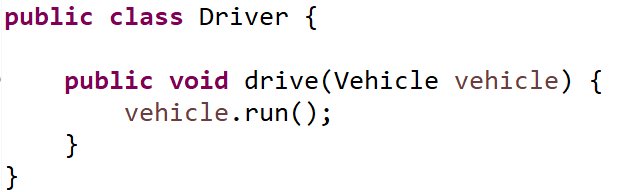 public class Driver {
public void drive(Vehicle vehicle) {
vehicle.run();
}
}